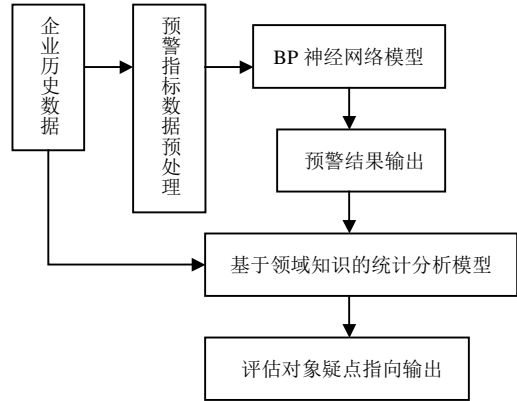 企业历史数据
预警指标数据预处理
BP 神经网络模型
预警结果输出
基于领域知识的统计分析模型
评估对象疑点指向输出